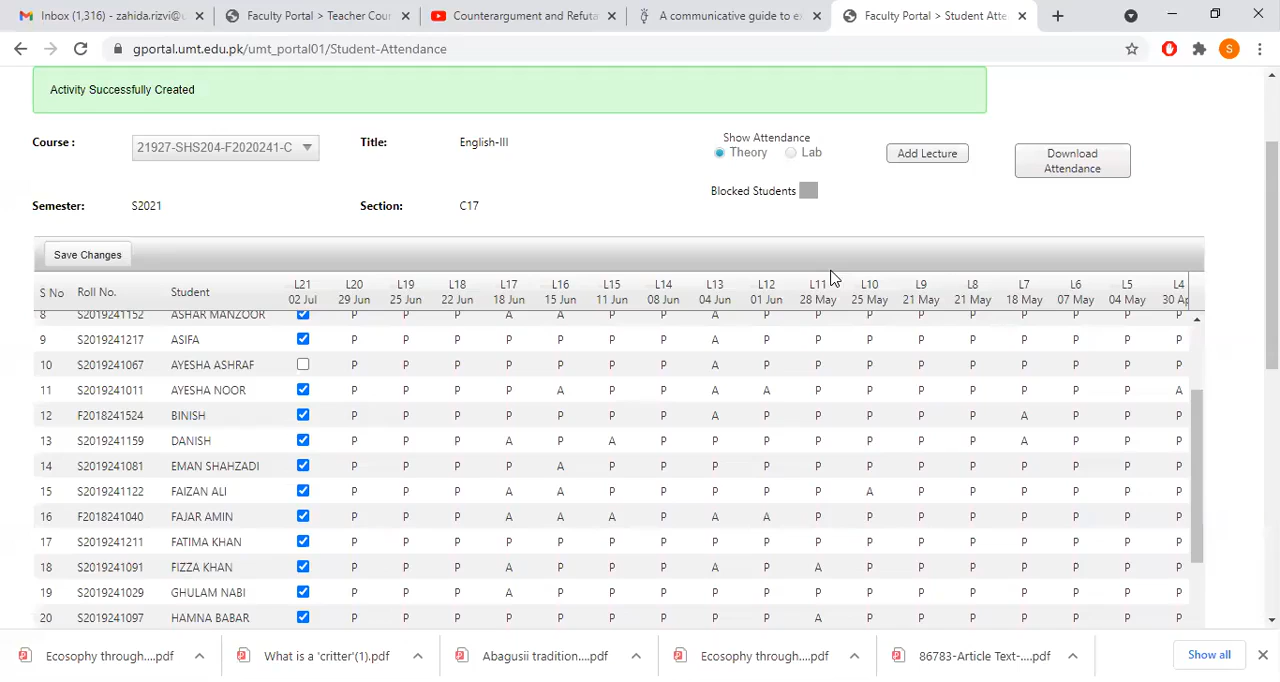 Inbox (1,316) - zahida.rizvi@u
Faculty Portal > Teacher Cour
Counterargument and Refuta
A communicative guide to ex
Faculty Portal > Student Atte
gportal.umt.edu.pk/umt_portal01/Student-Attendance
S
Activity Successfully Created
Course : 21927-SHS204-F2020241-C Title: English-III
Show Attendance
Theory Lab
Add Lecture
Download Attendance
Blocked Students
Semester: S2021 Section: C17
Save Changes
S No Roll No. Student L21 L20 L19 L18 L17 L16 L15 L14 L13 L12 L11 L10 L9 L8 L7 L6 L5 L4
02 Jul 29 Jun 25 Jun 22 Jun 18 Jun 15 Jun 11 Jun 08 Jun 04 Jun 01 Jun 28 May 25 May 21 May 21 May 18 May 07 May 04 May 30 Ap
8 S2019241152 ASHAR MANZOOR P P P A A P P A P P P P P P P P P
9 S2019241217 ASIFA P P P P P P P A P P P P P P P P P
10 S2019241067 AYESHA ASHRAF P P P P P P P A P P P P P P P P P
11 S2019241011 AYESHA NOOR P P P P A P P A A P P P P P P P A
12 F2018241524 BINISH P P P P P P P A P P P P P A P P P
13 S2019241159 DANISH P P P A P A P P P P P P P A P P P
14 S2019241081 EMAN SHAHZADI P P P P A P P P P P P P P P P P P
15 S2019241122 FAIZAN ALI P P P A A P P P P P A P P P P P P
16 F2018241040 FAJAR AMIN P P P A A A P A A P P P P P P P P
17 S2019241211 FATIMA KHAN P P P P P P P P P P P P P P P P P
18 S2019241091 FIZZA KHAN P P P A P P P A P A P P P P P P P
19 S2019241029 GHULAM NABI P P P A P P P P P P P P P P P P P
20 S2019241097 HAMNA BABAR P P P P P P P P P A P P P P P P P
Ecosophy through....pdf
What is a 'critter'(1).pdf
Abagusii tradition....pdf
Ecosophy through....pdf
86783-Article Text-....pdf
Show all